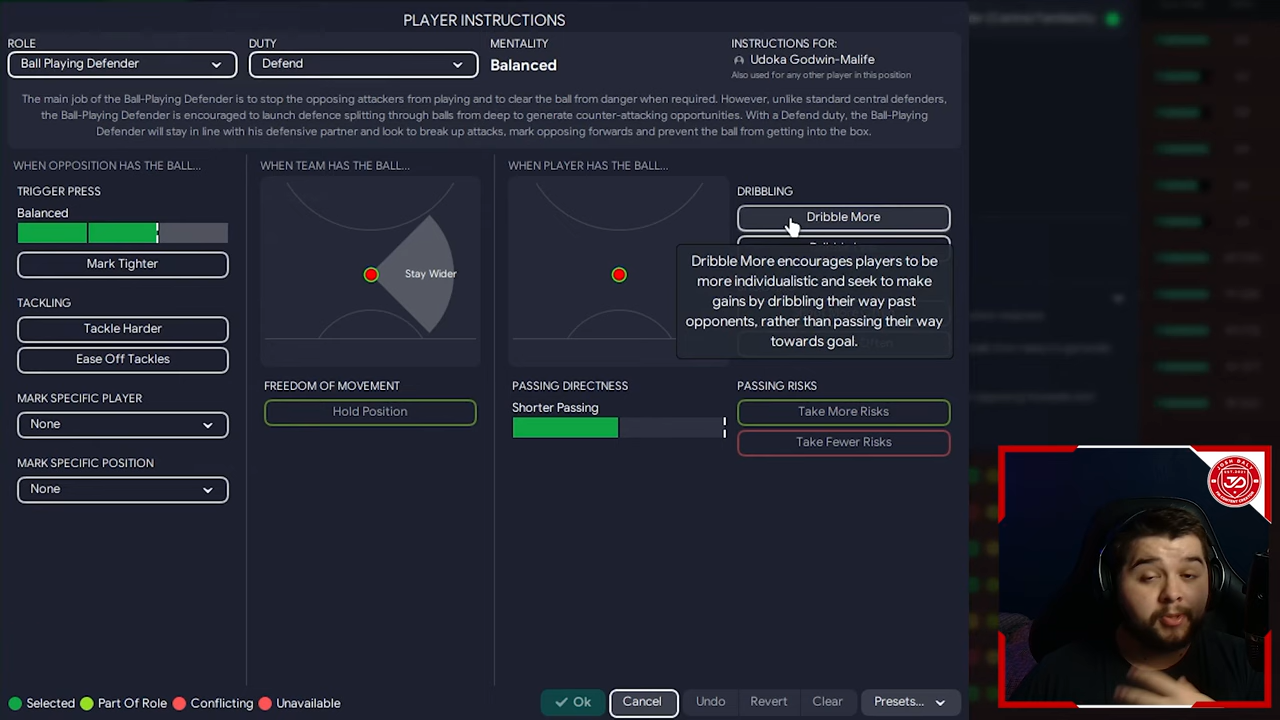 PLAYER INSTRUCTIONS
ROLE
Ball Playing Defender
DUTY
Defend
MENTALITY
Balanced
INSTRUCTIONS FOR:
Udoka Godwin-Malife
Also used for any other player in this position
The main job of the Ball-Playing Defender is to stop the opposing attackers from playing and to clear the ball from danger when required. However, unlike standard central defenders,
the Ball-Playing Defender is encouraged to launch defence splitting through balls from deep to generate counter-attacking opportunities. With a Defend duty, the Ball-Playing
Defender will stay in line with his defensive partner and look to break up attacks, mark opposing forwards and prevent the ball from getting into the box.
WHEN OPPOSITION HAS THE BALL...
TRIGGER PRESS
Balanced
Mark Tighter
TACKLING
Tackle Harder
Ease Off Tackles
MARK SPECIFIC PLAYER
None
MARK SPECIFIC POSITION
None
WHEN TEAM HAS THE BALL...
Stay Wider
FREEDOM OF MOVEMENT
Hold Position
WHEN PLAYER HAS THE BALL...
PASSING DIRECTNESS
Shorter Passing
DRIBBLING
Dribble More
Dribble More encourages players to be
more individualistic and seek to make
gains by dribbling their way past
opponents, rather than passing their way
towards goal.
PASSING RISKS
Take More Risks
Take Fewer Risks
JOSH DALY
JD
Selected
Part Of Role
Conflicting
Unavailable
Ok
Cancel
Undo
Revert
Clear
Presets...